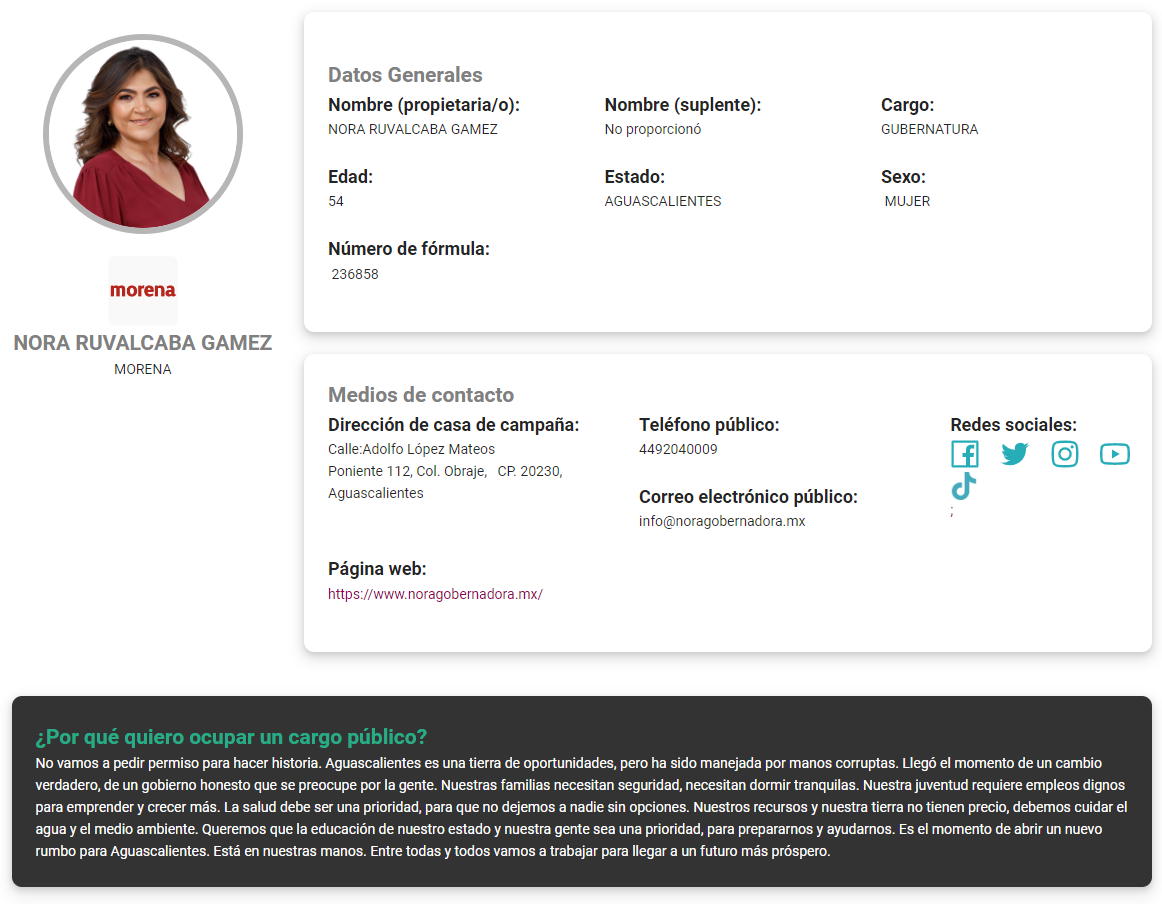 morena
NORA RUVALCABA GAMEZ
MORENA
Datos Generales
Nombre (propietaria/o):
NORA RUVALCABA GAMEZ
Nombre (suplente):
No proporcionó
Cargo:
GUBERNATURA
Edad:
54
Estado:
AGUASCALIENTES
Sexo:
MUJER
Número de fórmula:
236858
Medios de contacto
Dirección de casa de campaña:
Calle:Adolfo López Mateos
Poniente 112, Col. Obraje, CP. 20230,
Aguascalientes
Teléfono público:
4492040009
Correo electrónico público:
info@noragobernadora.mx
Redes sociales:
;
Página web:
https://www.noragobernadora.mx/
¿Por qué quiero ocupar un cargo público?
No vamos a pedir permiso para hacer historia. Aguascalientes es una tierra de oportunidades, pero ha sido manejada por manos corruptas. Llegó el momento de un cambio
verdadero, de un gobierno honesto que se preocupe por la gente. Nuestras familias necesitan seguridad, necesitan dormir tranquilas. Nuestra juventud requiere empleos dignos
para emprender y crecer más. La salud debe ser una prioridad, para que no dejemos a nadie sin opciones. Nuestros recursos y nuestra tierra no tienen precio, debemos cuidar el
agua y el medio ambiente. Queremos que la educación de nuestro estado y nuestra gente sea una prioridad, para prepararnos y ayudarnos. Es el momento de abrir un nuevo
rumbo para Aguascalientes. Está en nuestras manos. Entre todas y todos vamos a trabajar para llegar a un futuro más próspero.